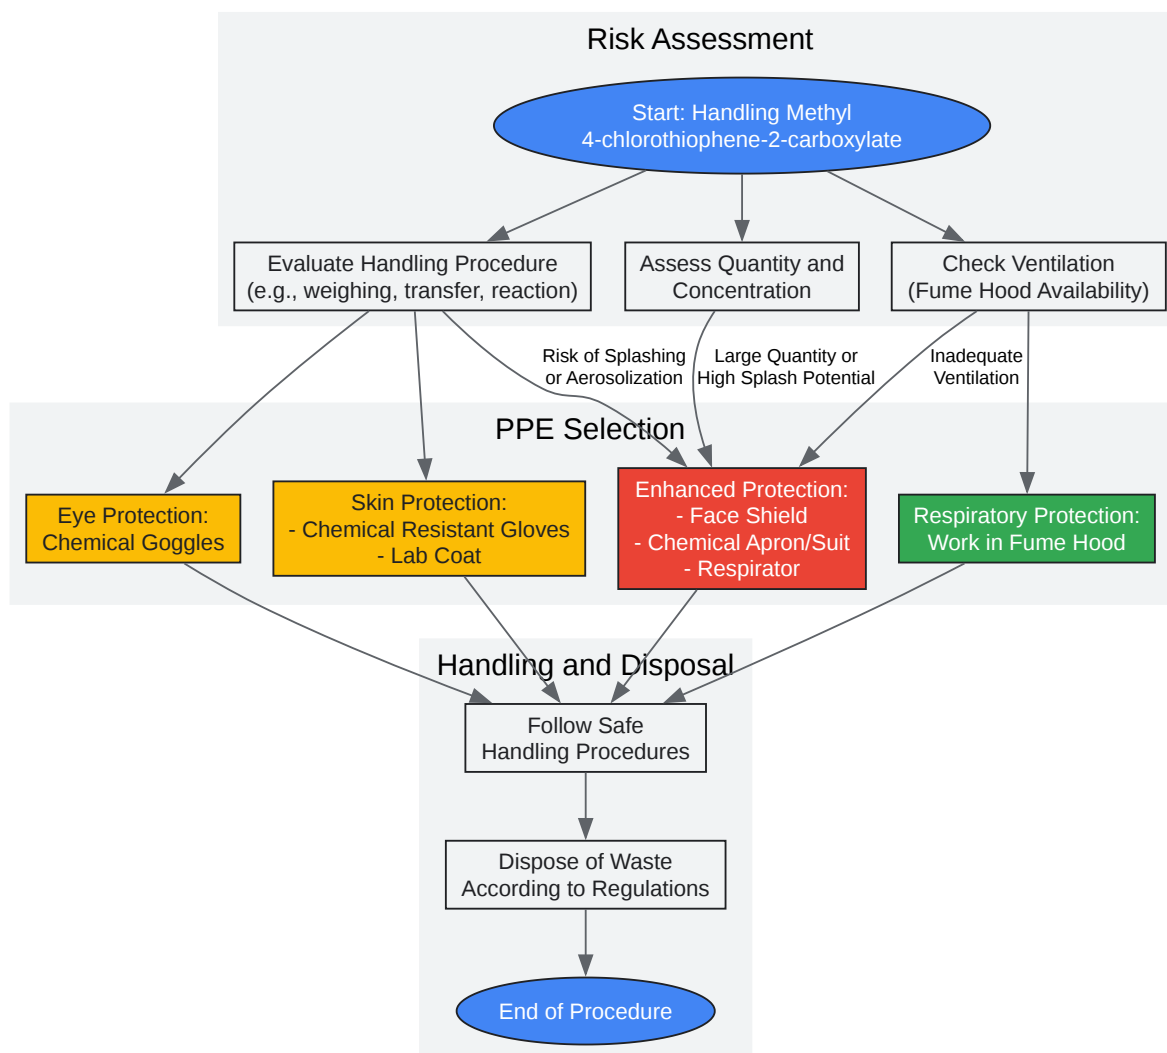 Risk Assessment
Start: Handling Methyl
4-chlorothiophene-2-carboxylate
Evaluate Handling Procedure
(e.g., weighing, transfer, reaction)
Assess Quantity and
Concentration
Check Ventilation
(Fume Hood Availability)
Risk of Splashing
or Aerosolization
Large Quantity or
High Splash Potential
Inadequate
Ventilation
PPE Selection
Eye Protection:
Chemical Goggles
Skin Protection:
- Chemical Resistant Gloves
- Lab Coat
Enhanced Protection:
- Face Shield
- Chemical Apron/Suit
- Respirator
Respiratory Protection:
Work in Fume Hood
Handling and Disposal
Follow Safe
Handling Procedures
Dispose of Waste
According to Regulations
End of Procedure